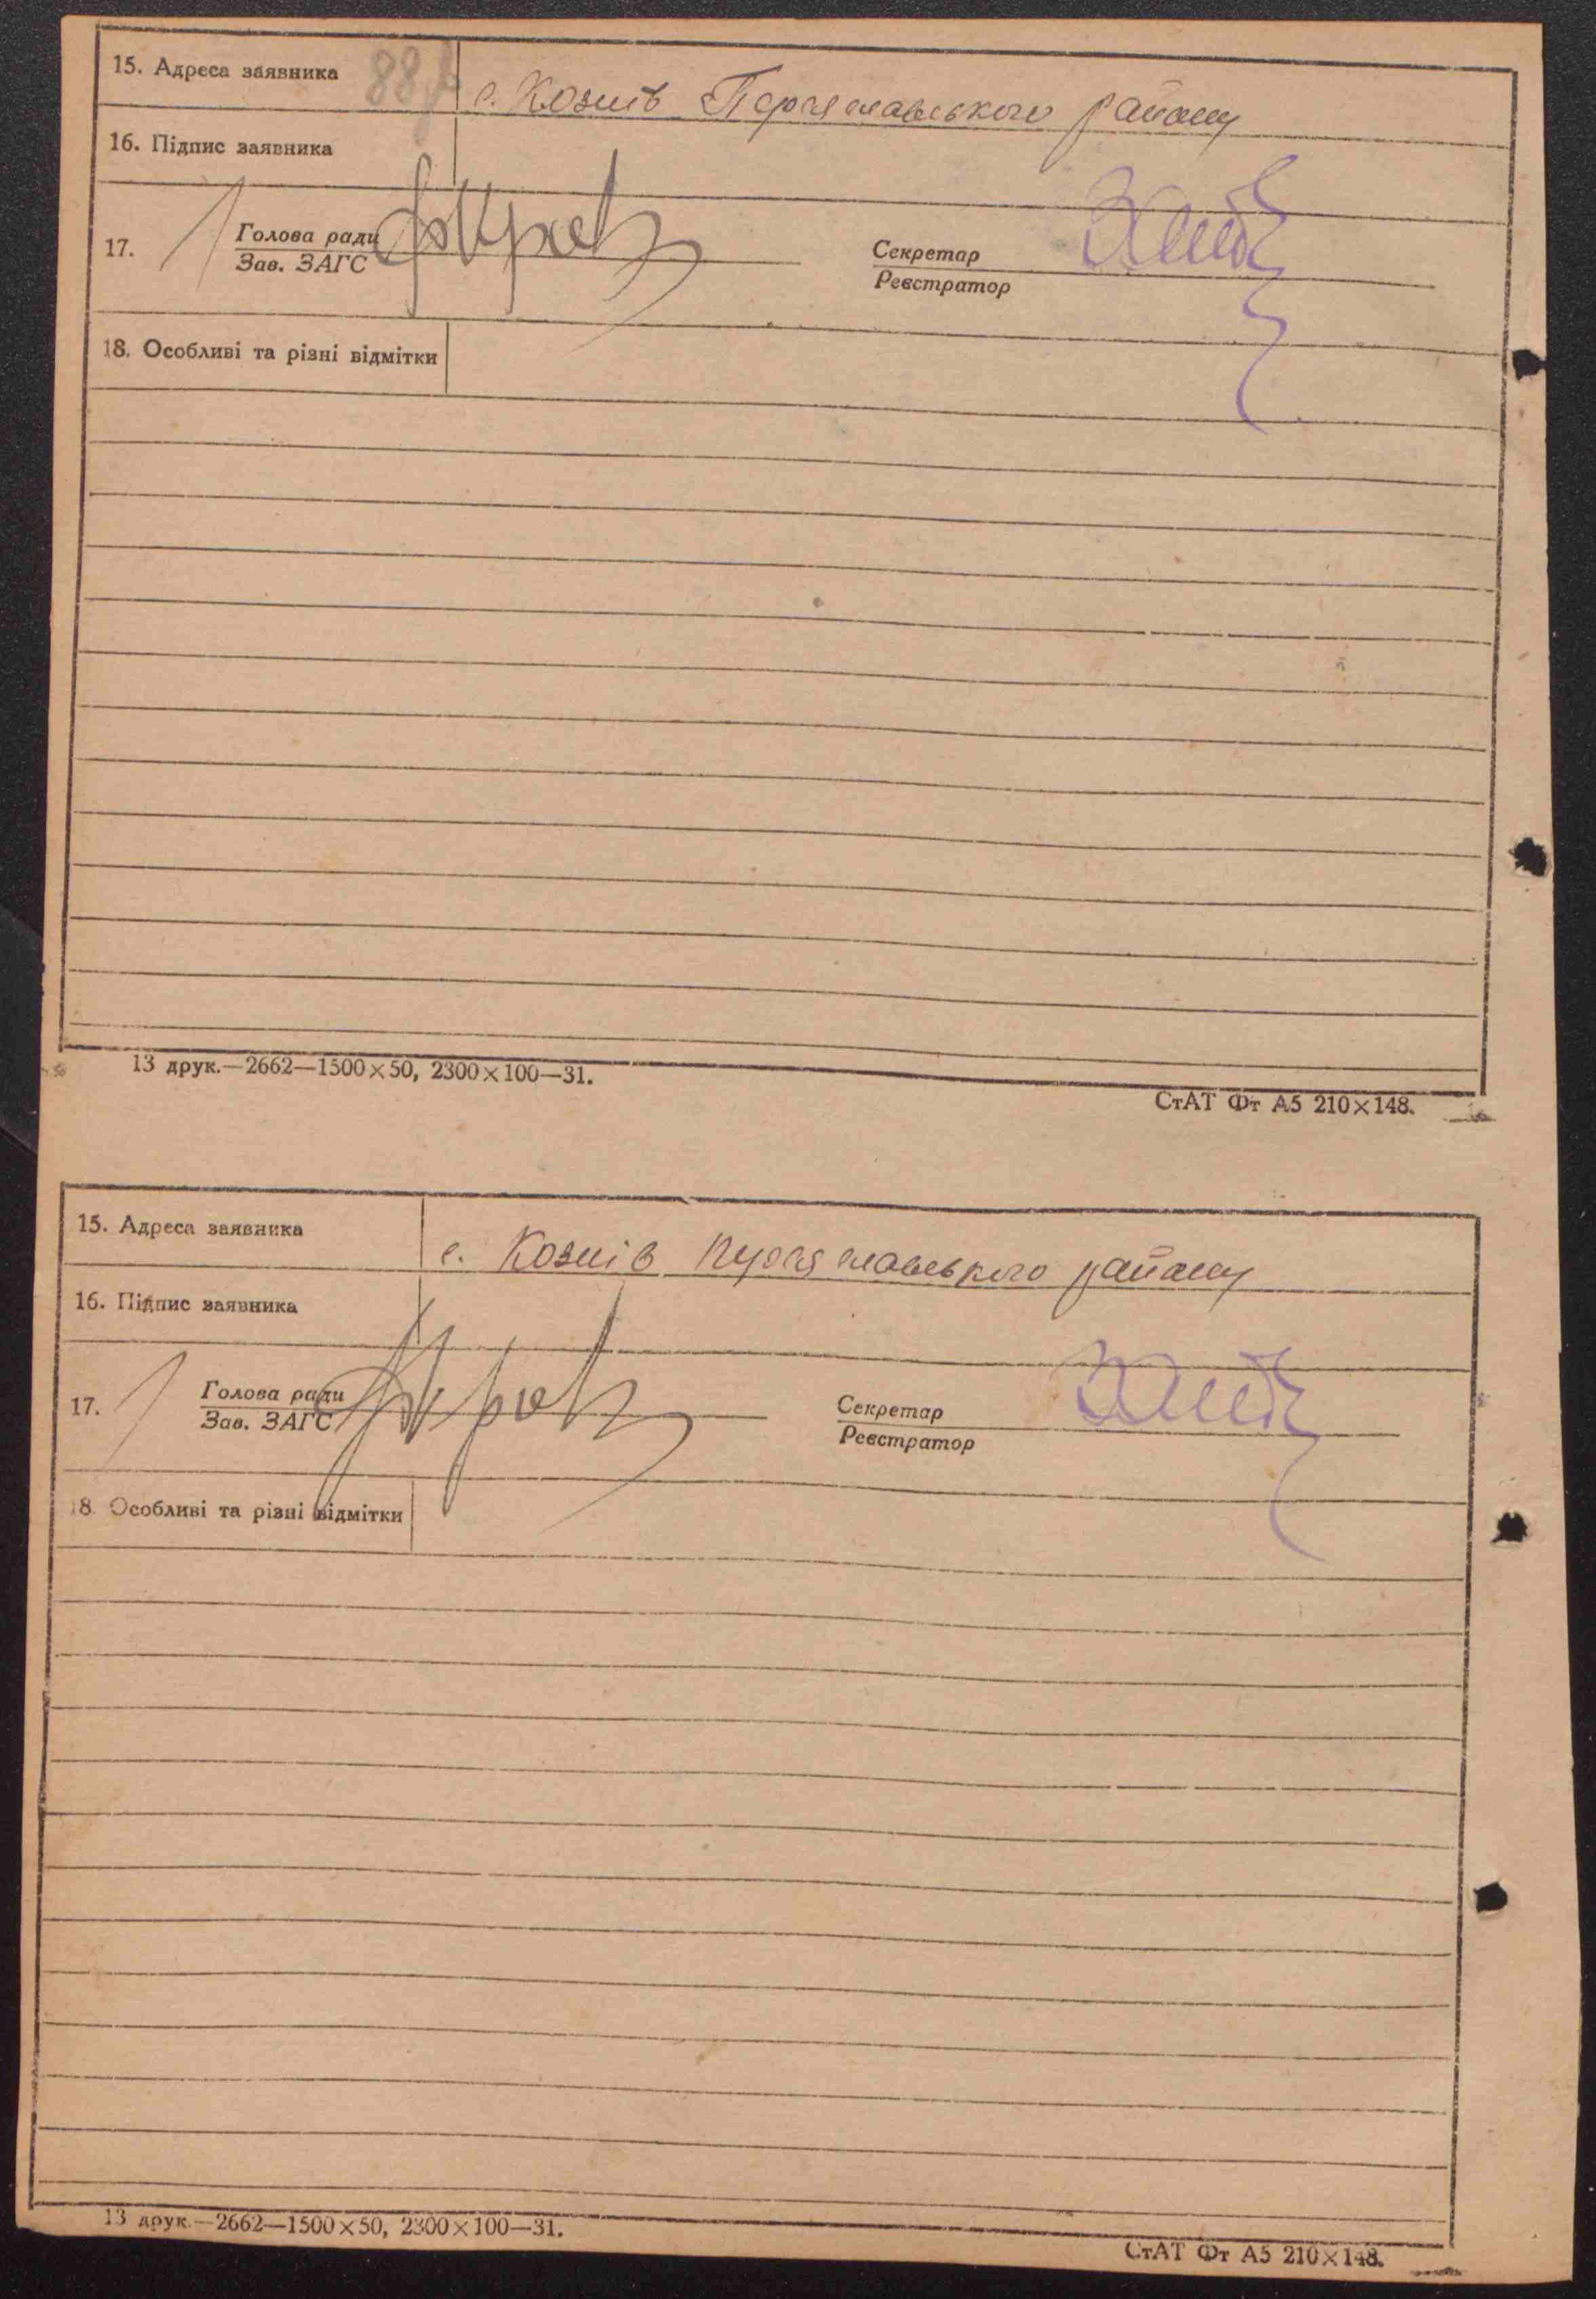 15. Адреса заявника 88
с. Козлів Переяславського району
16. Підпис заявника
17. Голова ради Секретар
Зав. ЗАГС Реєстратор
18. Особливі та різні відмітки
13 друк.—2662—1500×50, 2300×100—31.
СтАТ Фт А5 210×148.
15. Адреса заявника
с. Козлів Переяславського району
16. Підпис заявника
17. Голова ради Секретар
Зав. ЗАГС Реєстратор
18. Особливі та різні відмітки
13 друк.—2662—1500×50, 2300×100—31.
СтАТ Фт А5 210×148.